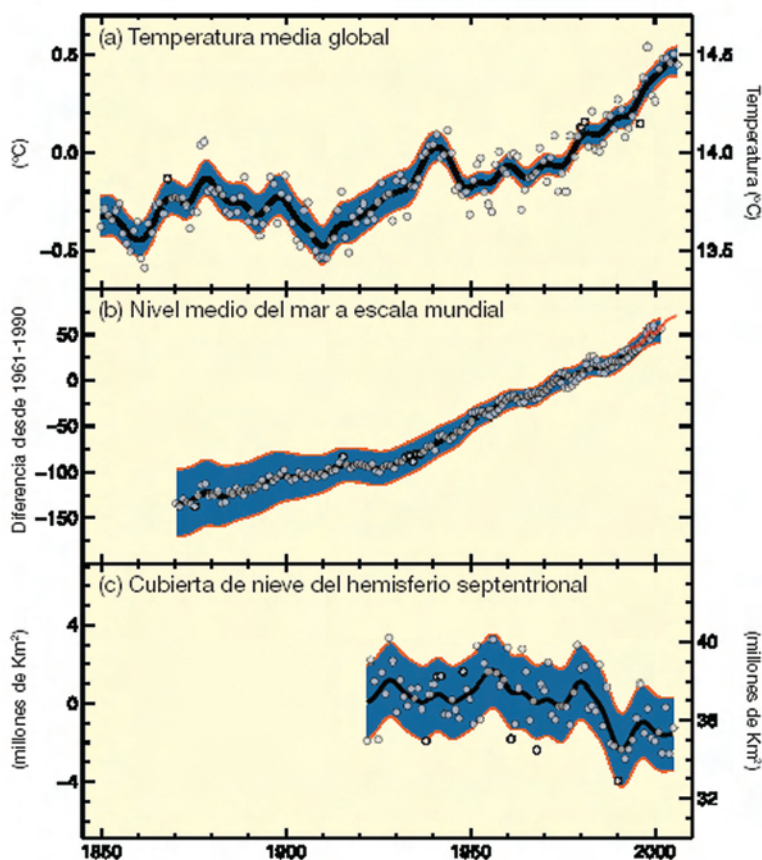 (a) Temperatura media global
0.5
0.0
−0.5
(ºC)
14.5
14.0
13.5
Temperatura (ºC)
(b) Nivel medio del mar a escala mundial
50
0
−50
−100
−150
Diferencia desde 1961-1990
(c) Cubierta de nieve del hemisferio septentrional
4
0
−4
(millones de Km²)
40
36
32
(millones de Km²)
1850
1900
1950
2000